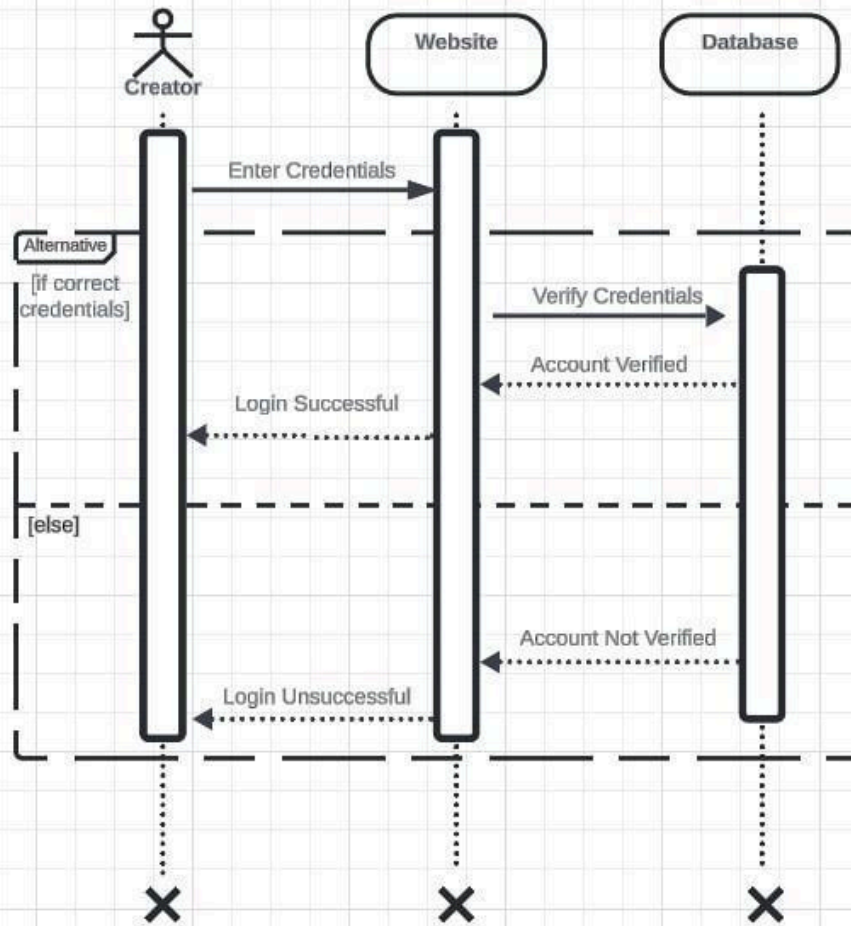 Creator
Website
Database
Enter Credentials
Alternative
[if correct
credentials]
Verify Credentials
Account Verified
Login Successful
[else]
Account Not Verified
Login Unsuccessful